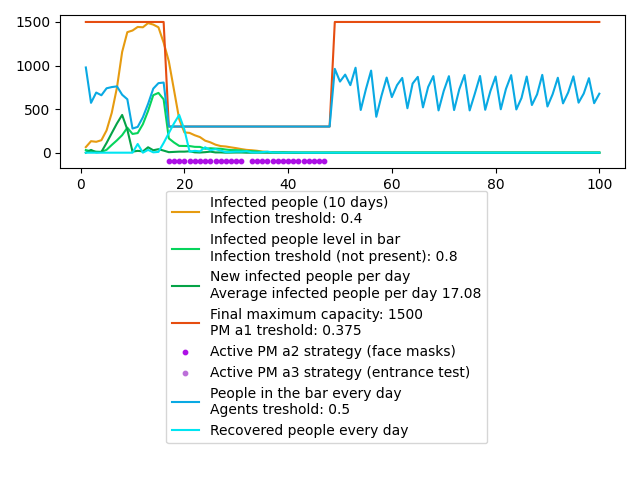 1500
1000
500
0
0 20 40 60 80 100
Infected people (10 days)
Infection treshold: 0.4
Infected people level in bar
Infection treshold (not present): 0.8
New infected people per day
Average infected people per day 17.08
Final maximum capacity: 1500
PM a1 treshold: 0.375
Active PM a2 strategy (face masks)
Active PM a3 strategy (entrance test)
People in the bar every day
Agents treshold: 0.5
Recovered people every day